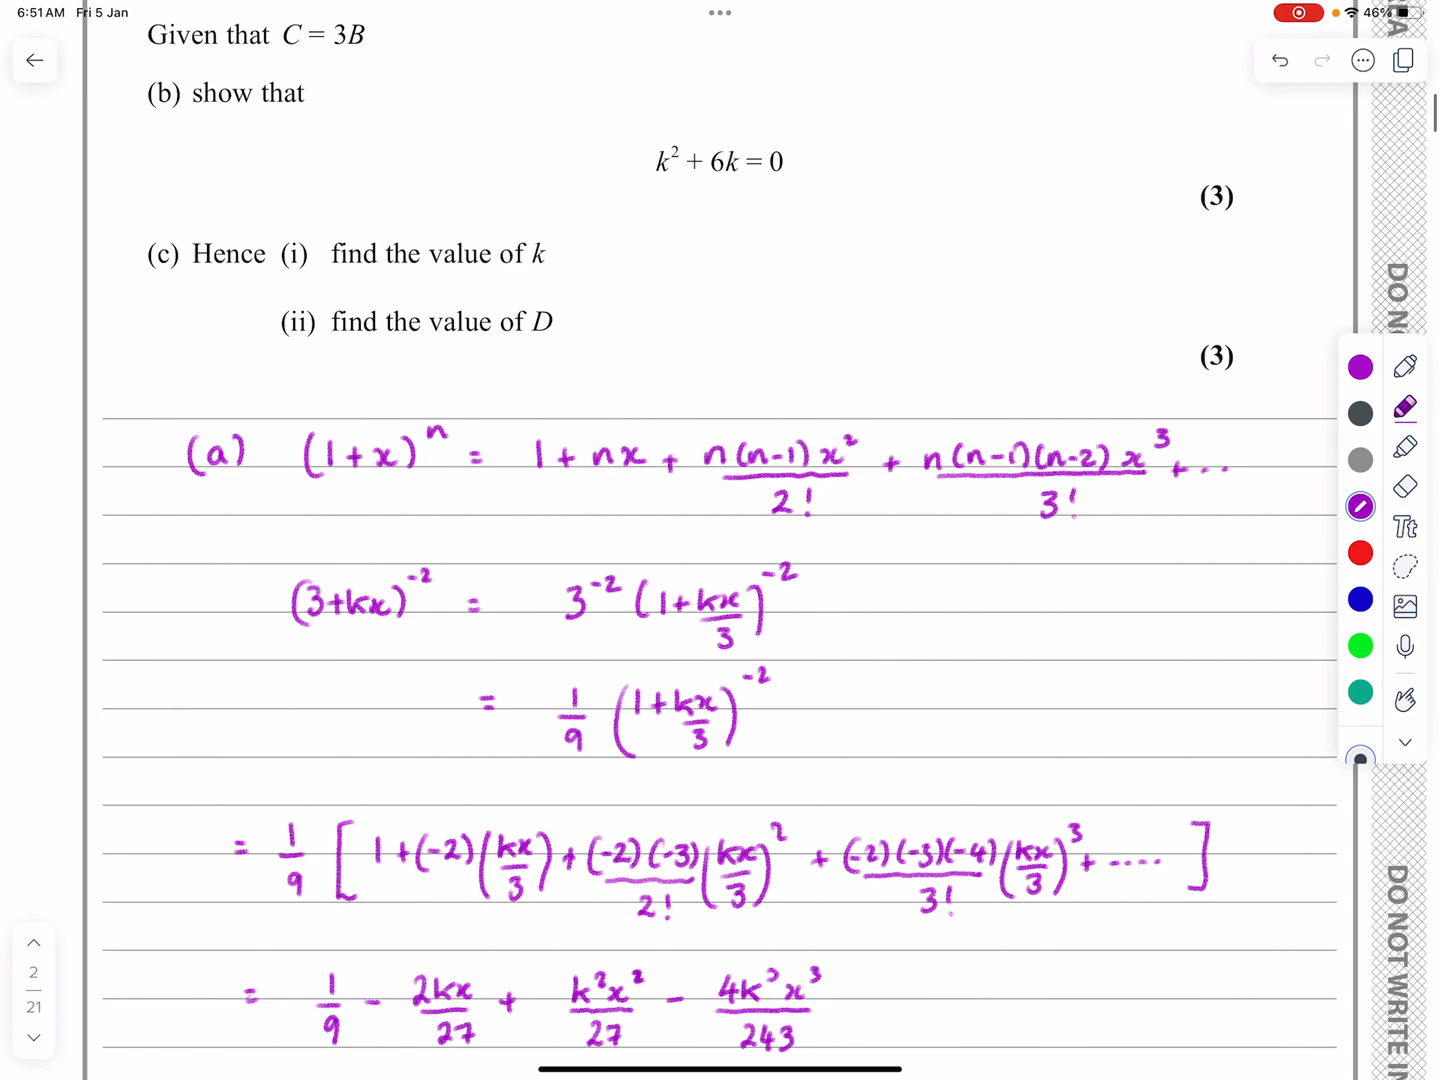 6:51 AM Fri 5 Jan
46%
Given that C = 3B
(b) show that
k² + 6k = 0
(3)
(c) Hence (i) find the value of k
(ii) find the value of D
(3)
(a) (1+x)ⁿ = 1 + nx + n(n-1)x²/2! + n(n-1)(n-2)x³/3! + ...
(3+kx)⁻² = 3⁻² (1+kx/3)⁻²
= 1/9 (1+kx/3)⁻²
= 1/9 [1+(-2)(kx/3)+(-2)(-3)/2!(kx/3)² + (-2)(-3)(-4)/3!(kx/3)³+ .....]
= 1/9 - 2kx/27 + k²x²/27 - 4k³x³/243
Tt
2
21
DO NOT WRITE IN